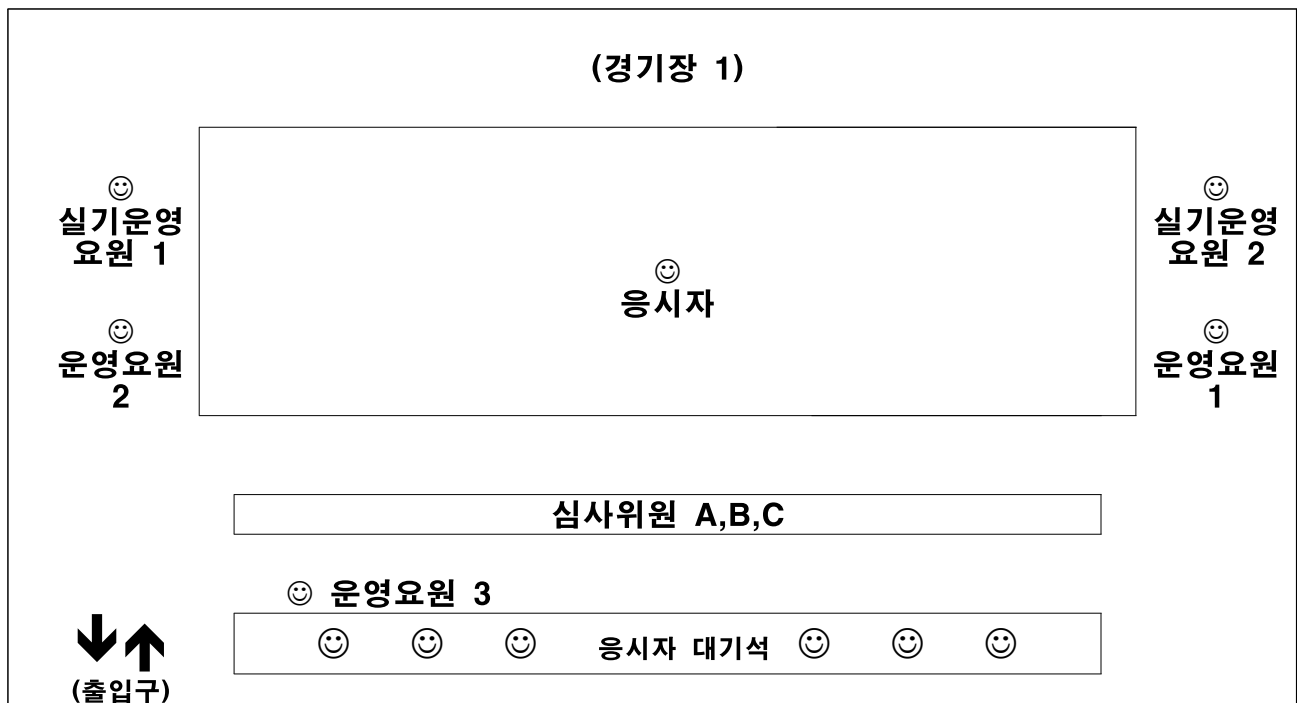 (경기장 1)
실기운영
요원 1
실기운영
요원 2
응시자
운영요원
2
운영요원
1
심사위원 A,B,C
운영요원 3
응시자 대기석
(출입구)